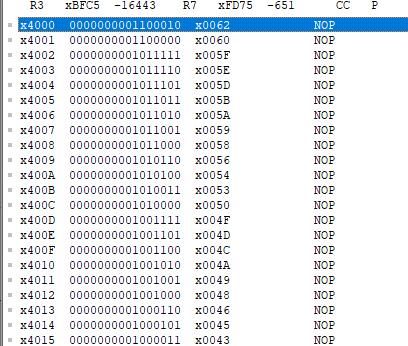 R3 xBFC5 -16443 R7 xFD75 -651 CC P
x4000 0000000001100010 x0062 NOP
x4001 0000000001100000 x0060 NOP
x4002 0000000001011111 x005F NOP
x4003 0000000001011110 x005E NOP
x4004 0000000001011101 x005D NOP
x4005 0000000001011011 x005B NOP
x4006 0000000001011010 x005A NOP
x4007 0000000001011001 x0059 NOP
x4008 0000000001011000 x0058 NOP
x4009 0000000001010110 x0056 NOP
x400A 0000000001010100 x0054 NOP
x400B 0000000001010011 x0053 NOP
x400C 0000000001010000 x0050 NOP
x400D 0000000001001111 x004F NOP
x400E 0000000001001101 x004D NOP
x400F 0000000001001100 x004C NOP
x4010 0000000001001010 x004A NOP
x4011 0000000001001001 x0049 NOP
x4012 0000000001001000 x0048 NOP
x4013 0000000001000110 x0046 NOP
x4014 0000000001000101 x0045 NOP
x4015 0000000001000011 x0043 NOP